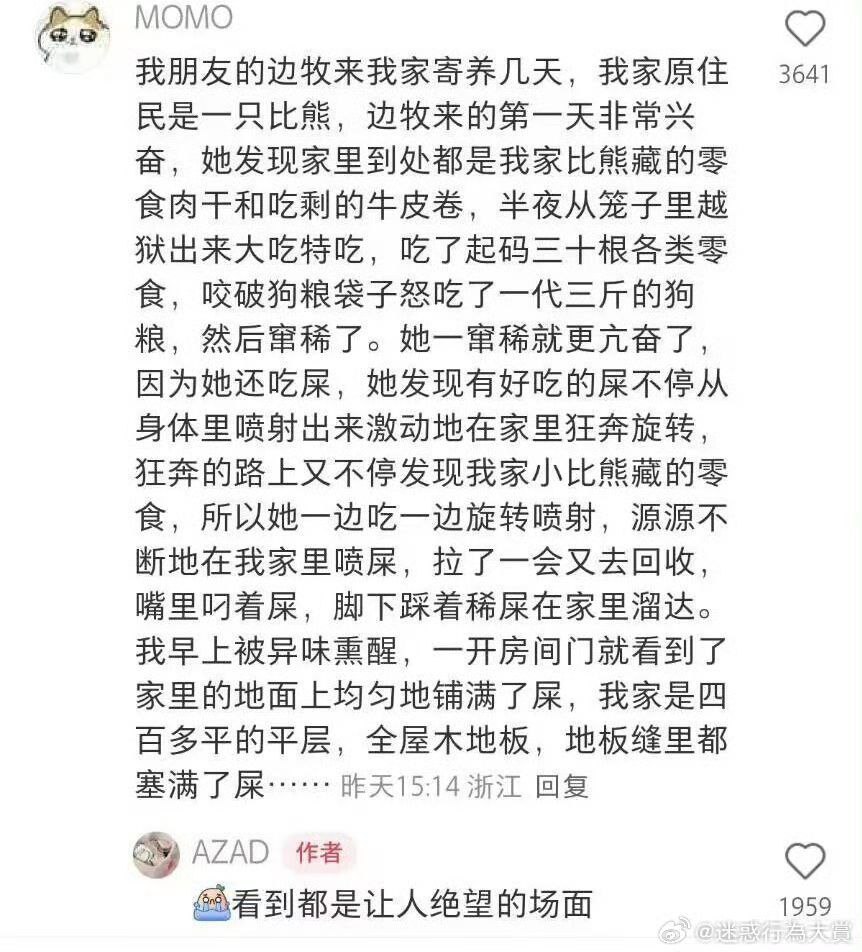 MOMO
3641
我朋友的边牧来我家寄养几天，我家原住
民是一只比熊，边牧来的第一天非常兴
奋，她发现家里到处都是我家比熊藏的零
食肉干和吃剩的牛皮卷，半夜从笼子里越
狱出来大吃特吃，吃了起码三十根各类零
食，咬破狗粮袋子怒吃了一代三斤的狗
粮，然后窜稀了。她一窜稀就更亢奋了，
因为她还吃屎，她发现有好吃的屎不停从
身体里喷射出来激动地在家里狂奔旋转，
狂奔的路上又不停发现我家小比熊藏的零
食，所以她一边吃一边旋转喷射，源源不
断地在我家里喷屎，拉了一会又去回收，
嘴里叼着屎，脚下踩着稀屎在家里溜达。
我早上被异味熏醒，一开房间门就看到了
家里的地面上均匀地铺满了屎，我家是四
百多平的平层，全屋木地板，地板缝里都
塞满了屎…… 昨天15:14 浙江 回复
AZAD 作者
看到都是让人绝望的场面
1959
@迷惑行為大賞